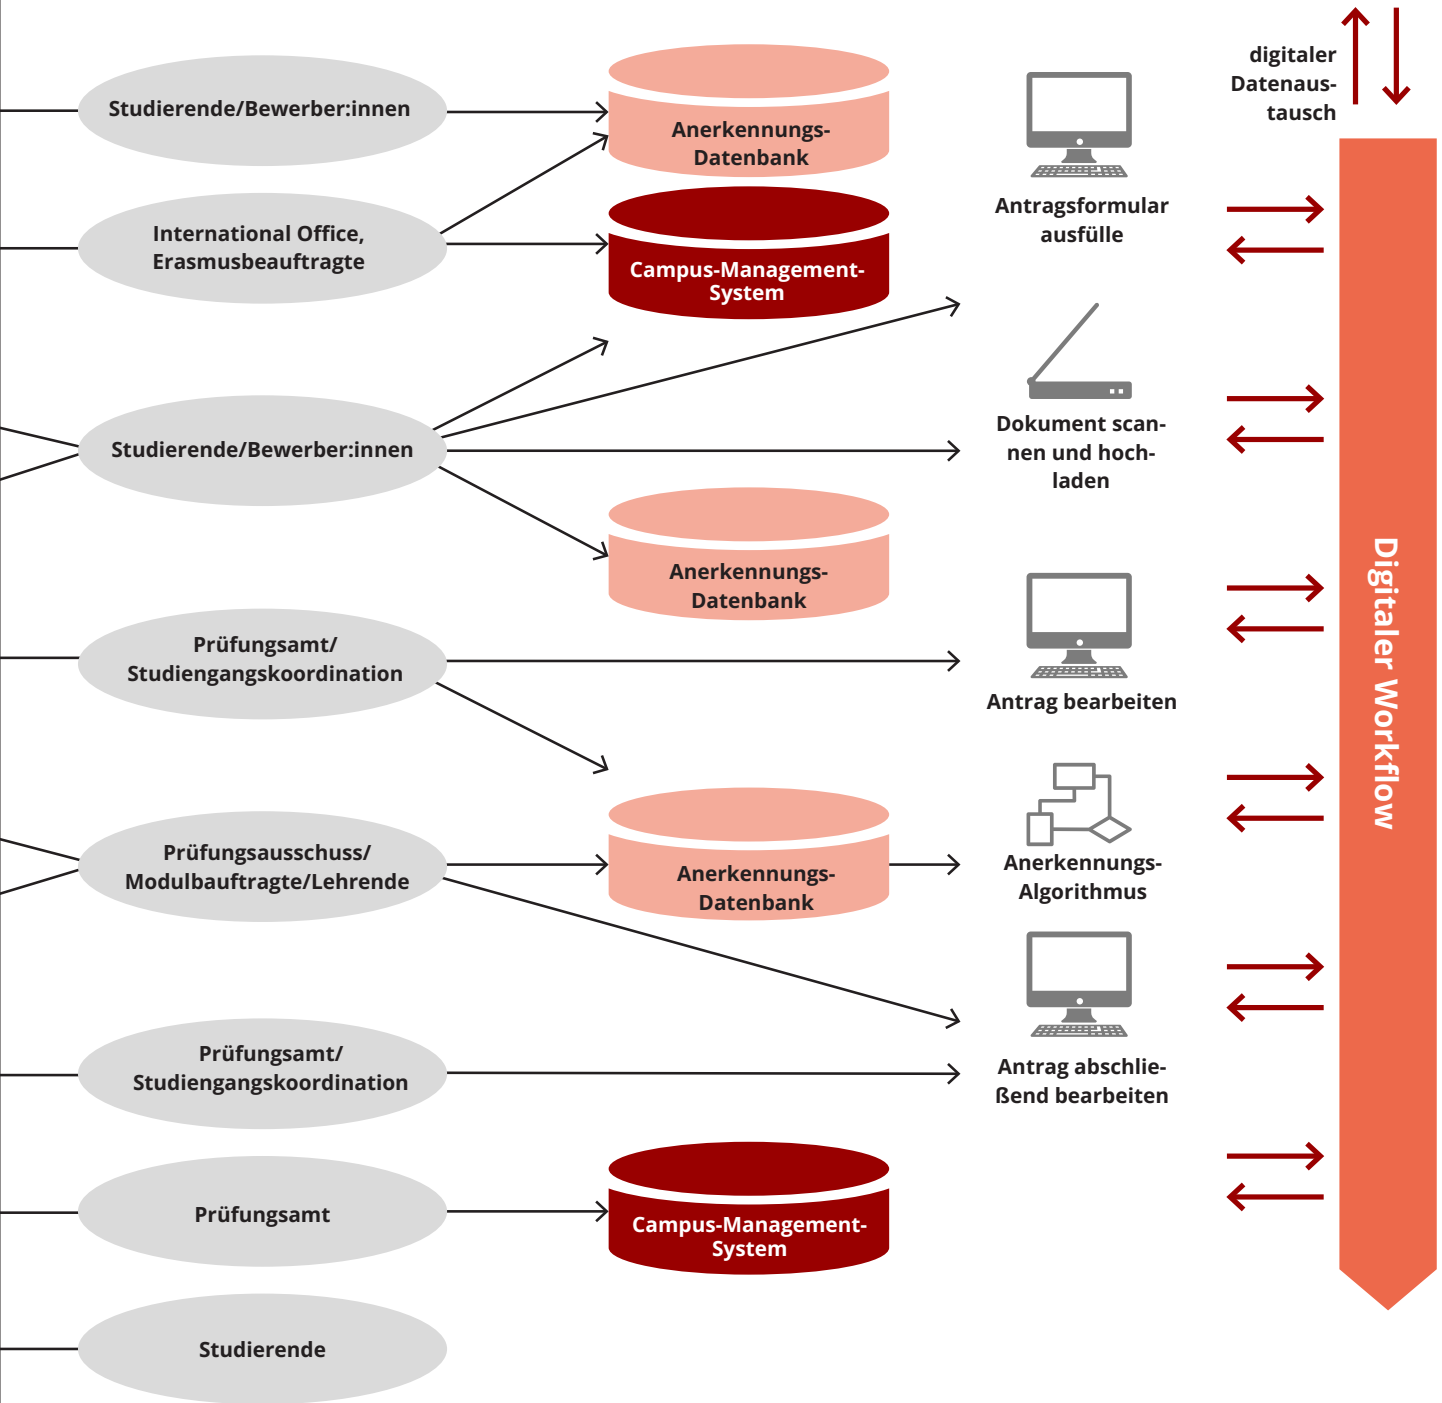 digitaler
Datenaus-
tausch
Studierende/Bewerber:innen
Anerkennungs-
Datenbank
Antragsformular
ausfülle
International Office,
Erasmusbeauftragte
Campus-Management-
System
Studierende/Bewerber:innen
Dokument scan-
nen und hoch-
laden
Anerkennungs-
Datenbank
Prüfungsamt/
Studiengangskoordination
Antrag bearbeiten
Digitaler Workflow
Prüfungsausschuss/
Modulbauftragte/Lehrende
Anerkennungs-
Datenbank
Anerkennungs-
Algorithmus
Prüfungsamt/
Studiengangskoordination
Antrag abschlie-
ßend bearbeiten
Prüfungsamt
Campus-Management-
System
Studierende